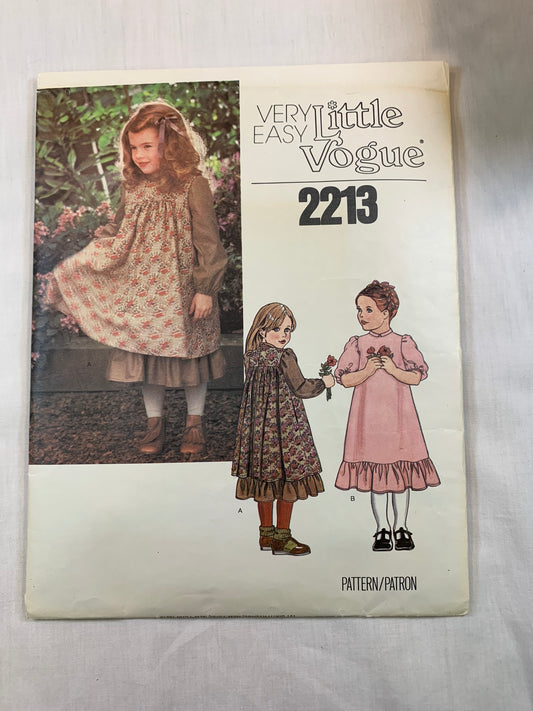 VERY EASY Little Vogue®
2213
A
A
B
PATTERN/PATRON